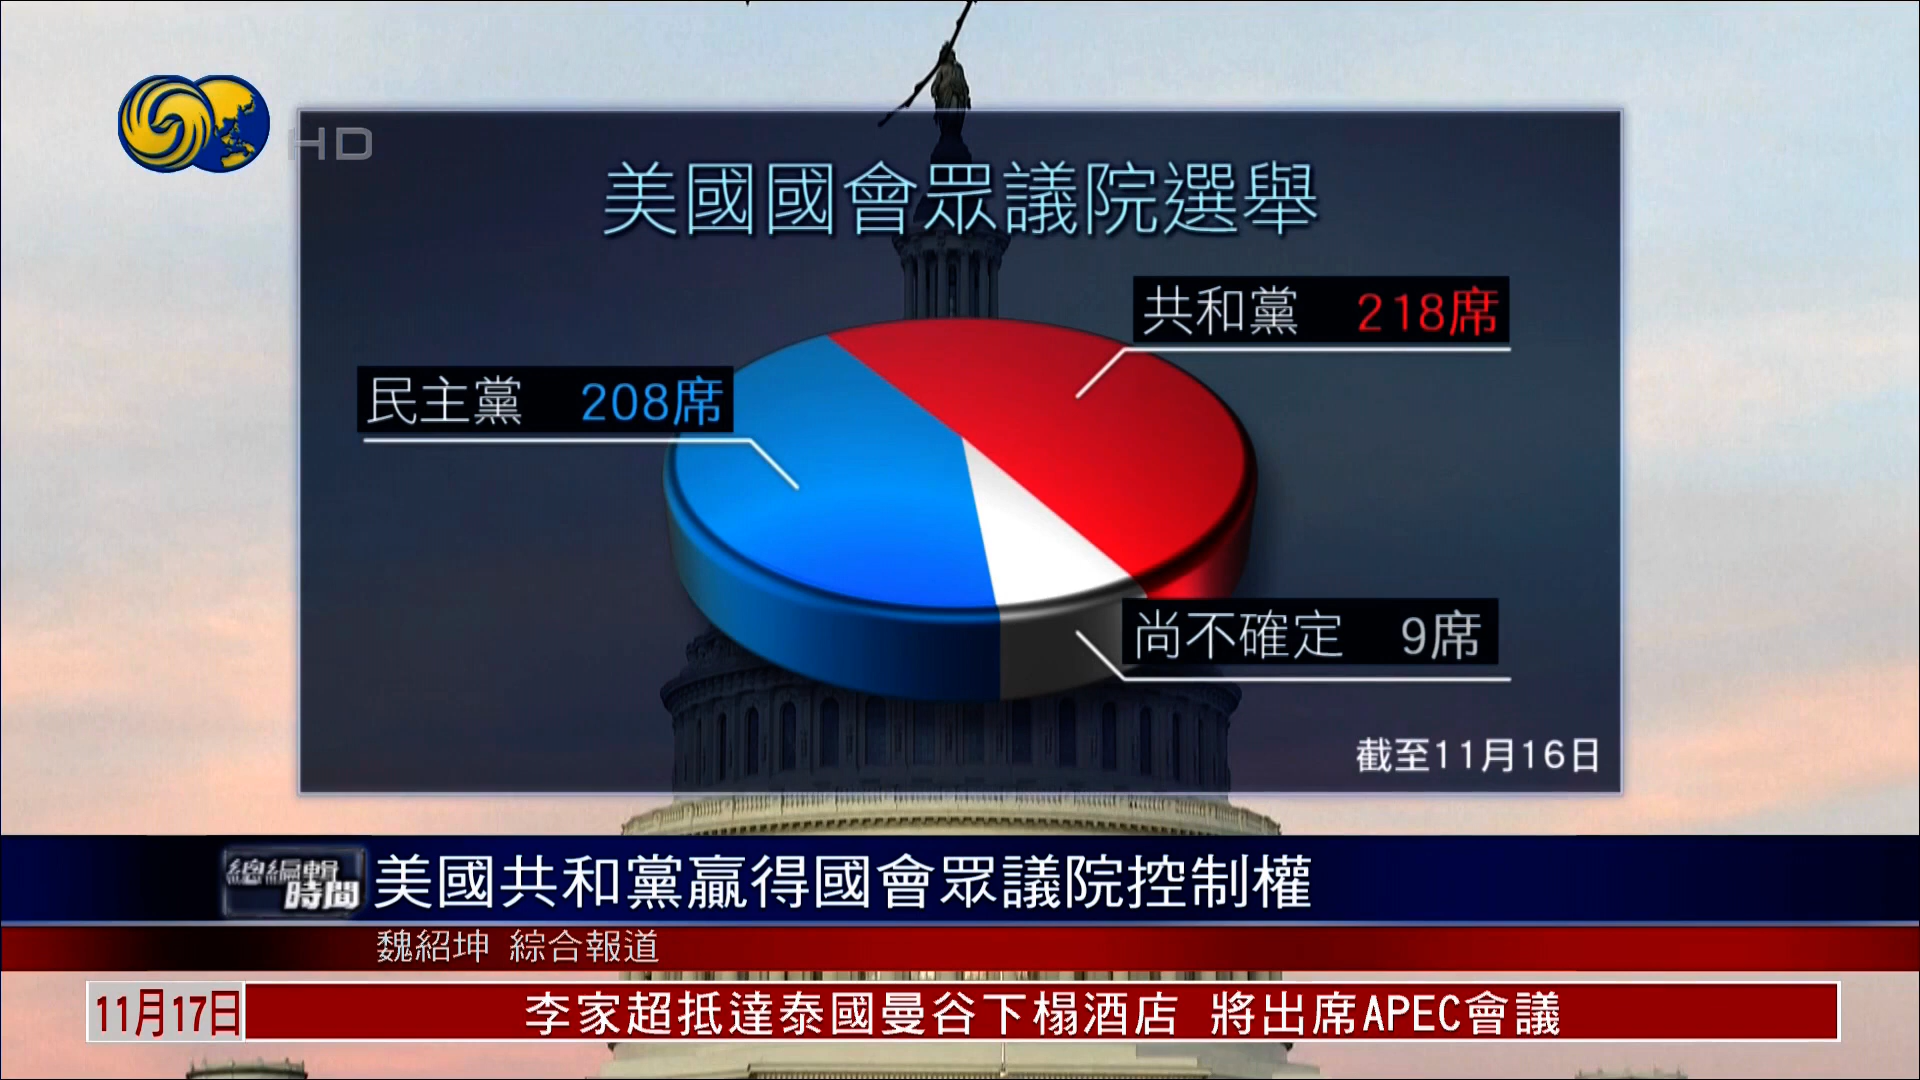 HD
美國國會眾議院選舉
共和黨 218席
民主黨 208席
尚不確定 9席
截至11月16日
總編輯
時間
美國共和黨贏得國會眾議院控制權
魏紹坤 綜合報道
11月17日
李家超抵達泰國曼谷下榻酒店 將出席APEC會議